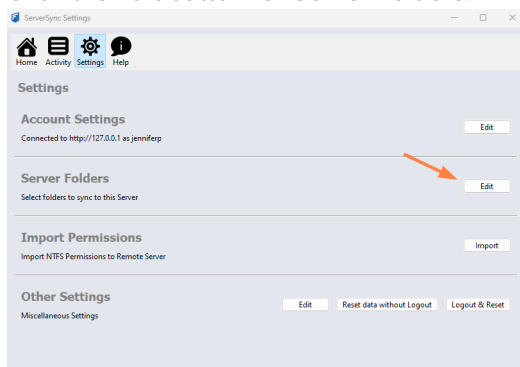 ServerSync Settings
Home Activity Settings Help
Settings
Account Settings
Connected to http://127.0.0.1 as jenniferp
Edit
Server Folders
Select folders to sync to this Server
Edit
Import Permissions
Import NTFS Permissions to Remote Server
Import
Other Settings
Miscellaneous Settings
Edit Reset data without Logout Logout & Reset